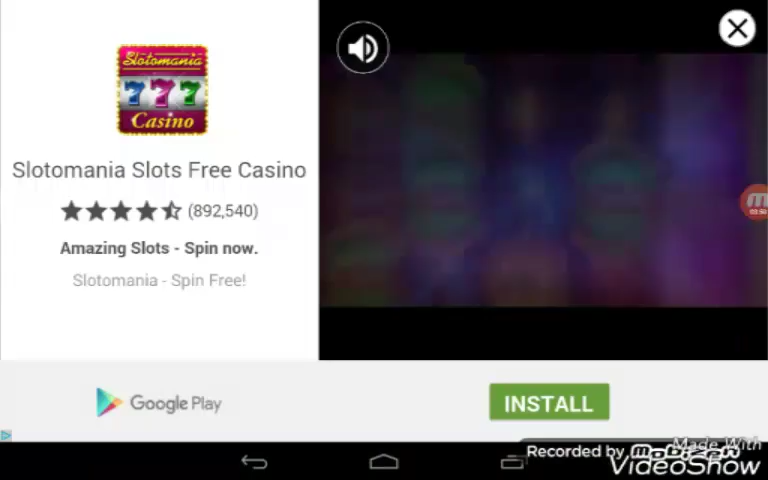 Slotomania
777
Casino
Slotomania Slots Free Casino
(892,540)
Amazing Slots - Spin now.
Slotomania - Spin Free!
Google Play
INSTALL
Recorded by
Made With
VideoShow